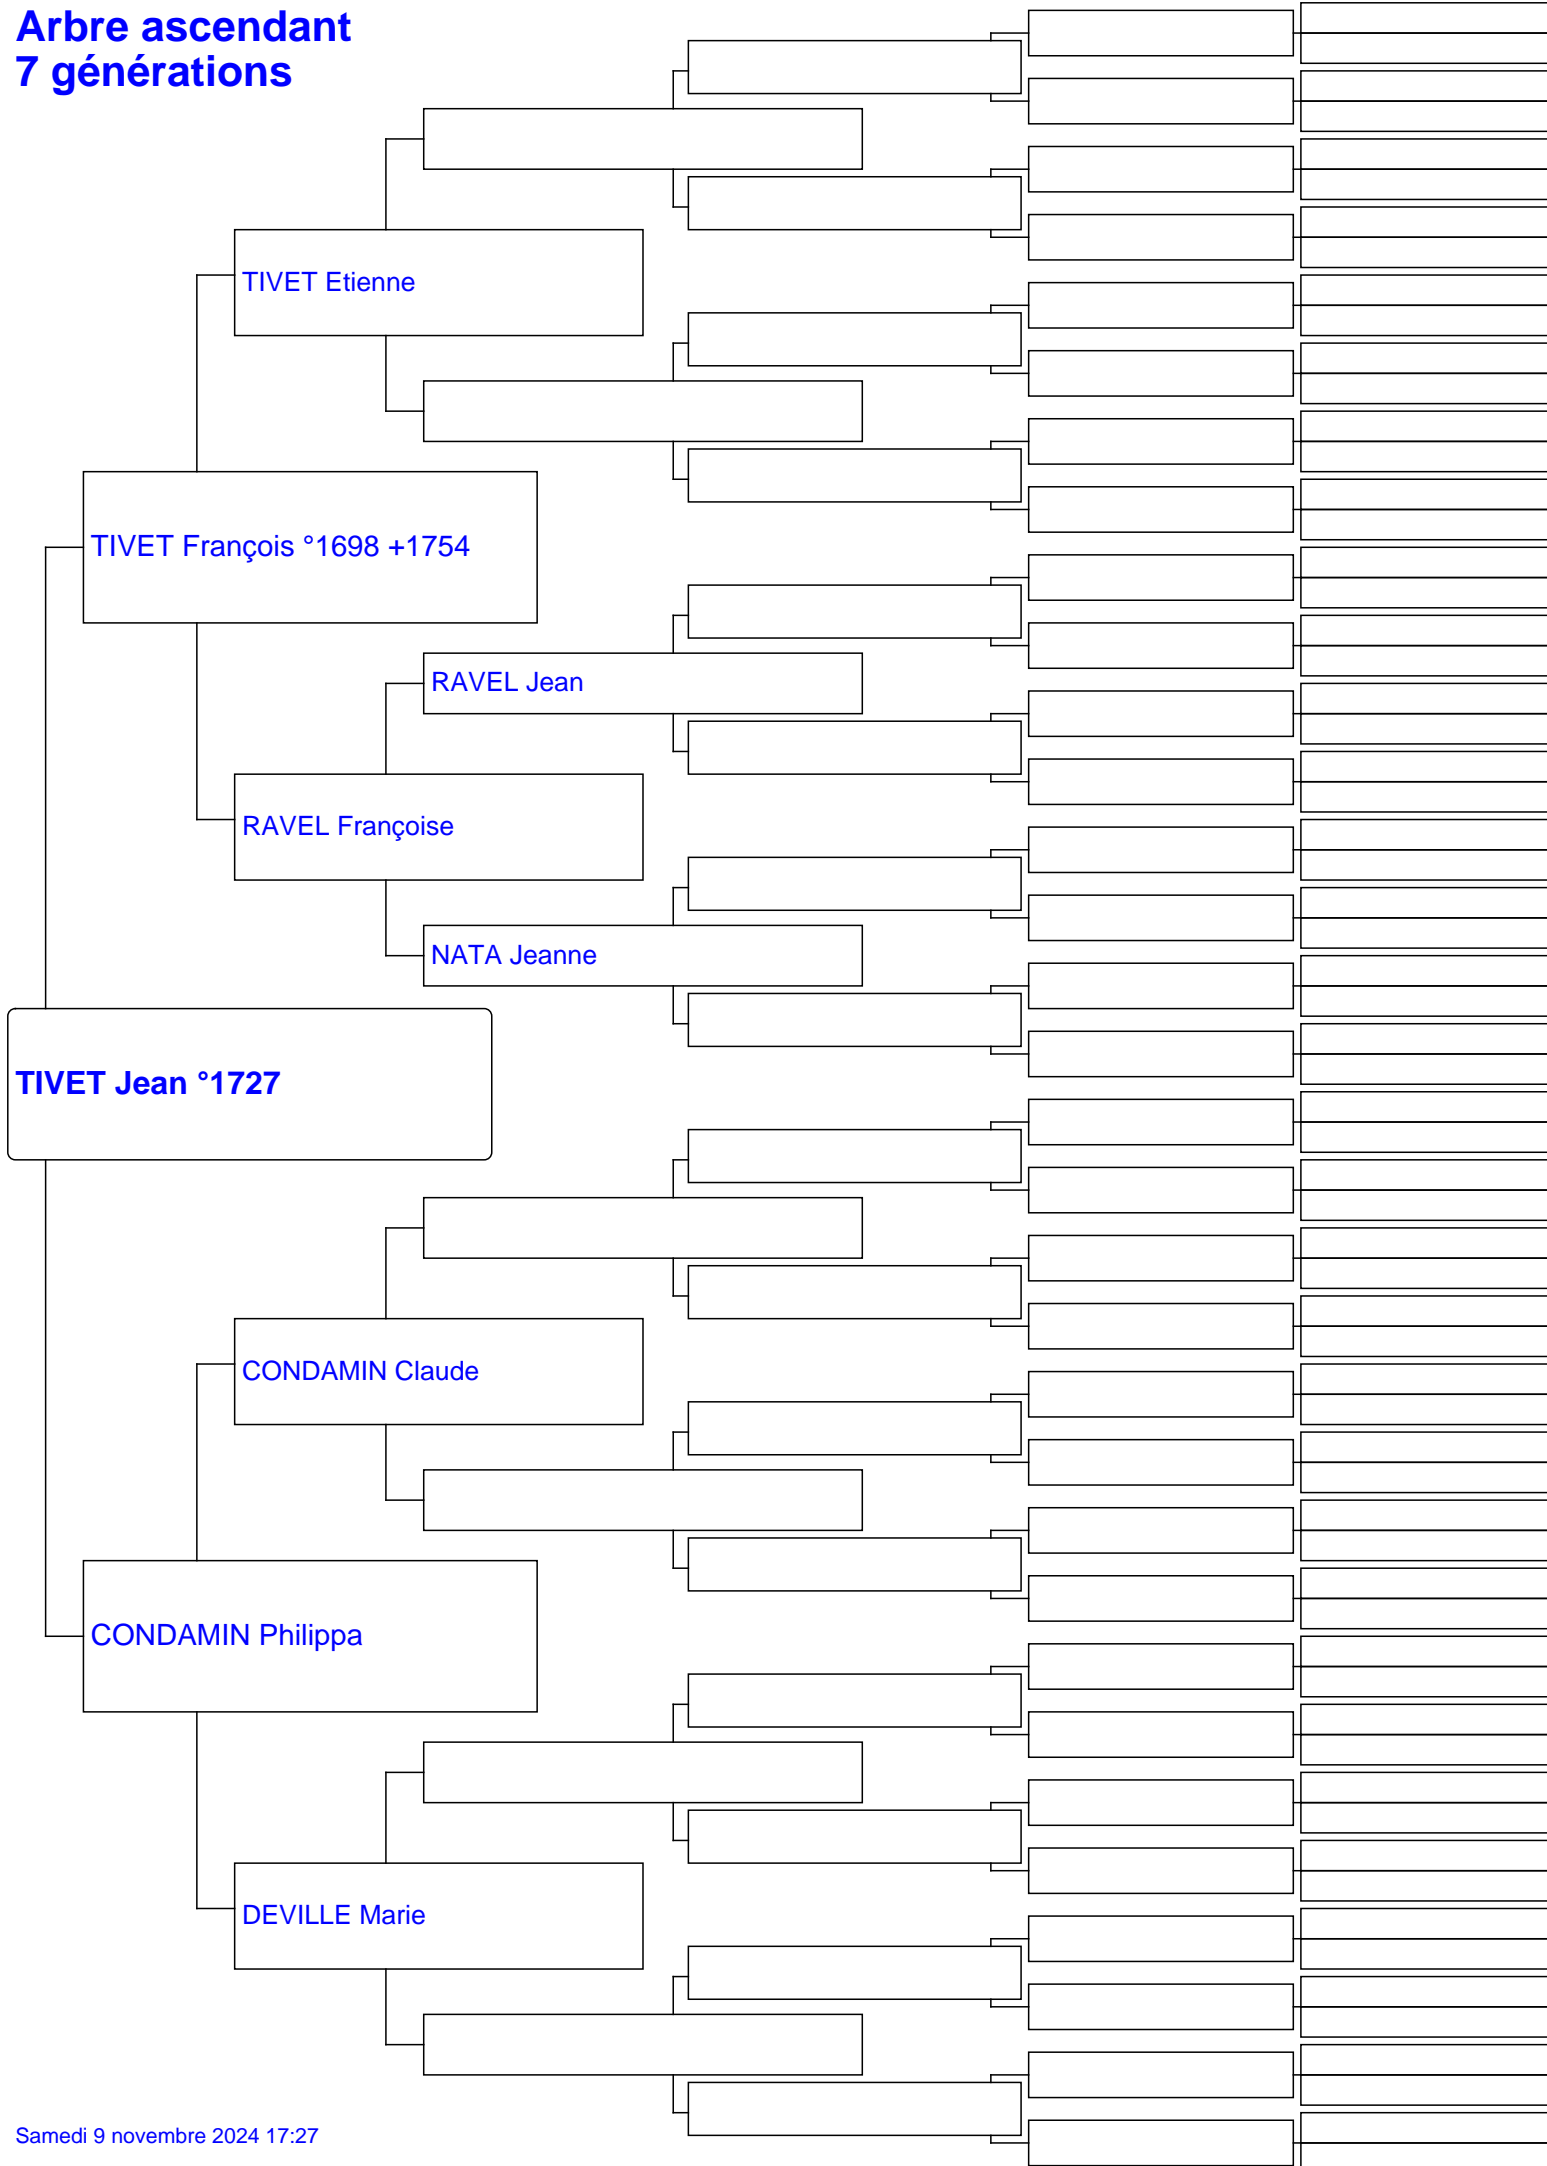 Arbre ascendant
7 générations
TIVET Etienne
TIVET François °1698 +1754
RAVEL Jean
RAVEL Françoise
NATA Jeanne
TIVET Jean °1727
CONDAMIN Claude
CONDAMIN Philippa
DEVILLE Marie
Samedi 9 novembre 2024 17:27